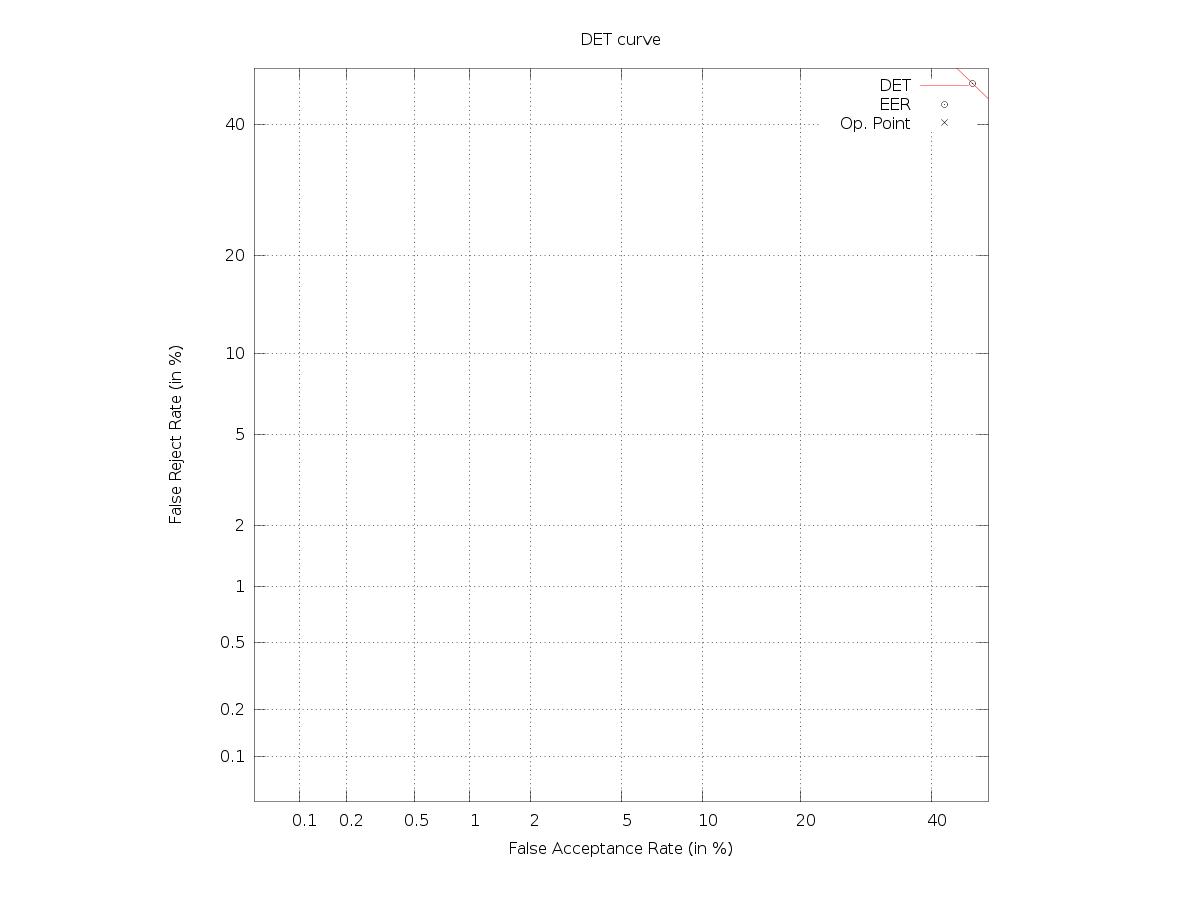 DET curve
DET
EER
Op. Point
40
20
10
5
2
1
0.5
0.2
0.1
False Reject Rate (in %)
0.1 0.2 0.5 1 2 5 10 20 40
False Acceptance Rate (in %)